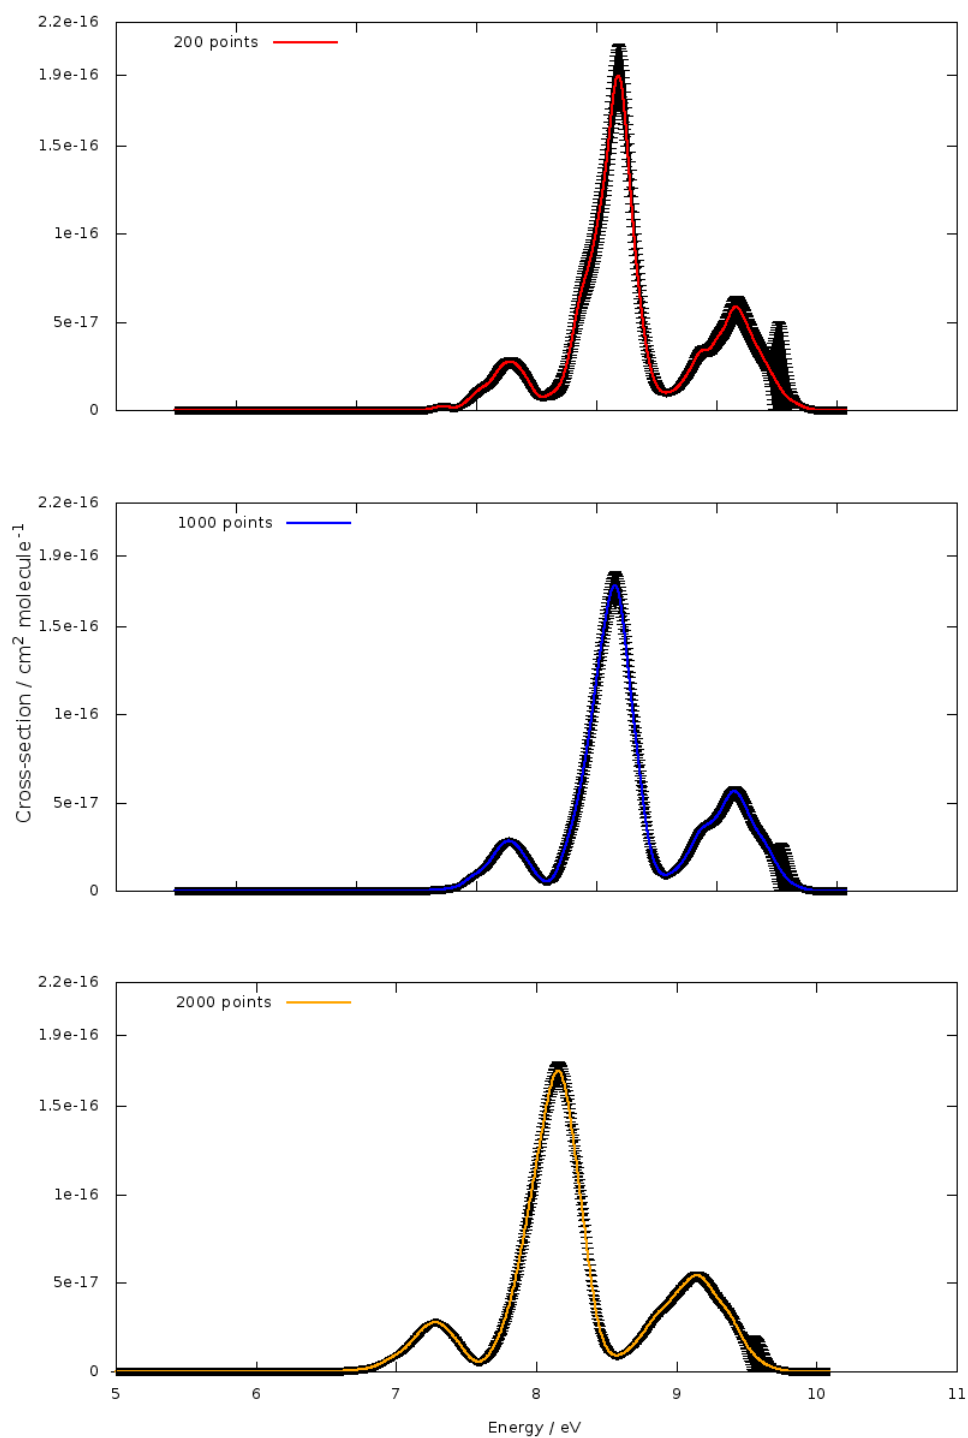 2.2e-16
200 points
1.9e-16
1.5e-16
1e-16
5e-17
0
2.2e-16
1000 points
1.9e-16
1.5e-16
1e-16
5e-17
0
Cross-section / cm² molecule⁻¹
2.2e-16
2000 points
1.9e-16
1.5e-16
1e-16
5e-17
0
5 6 7 8 9 10 11
Energy / eV